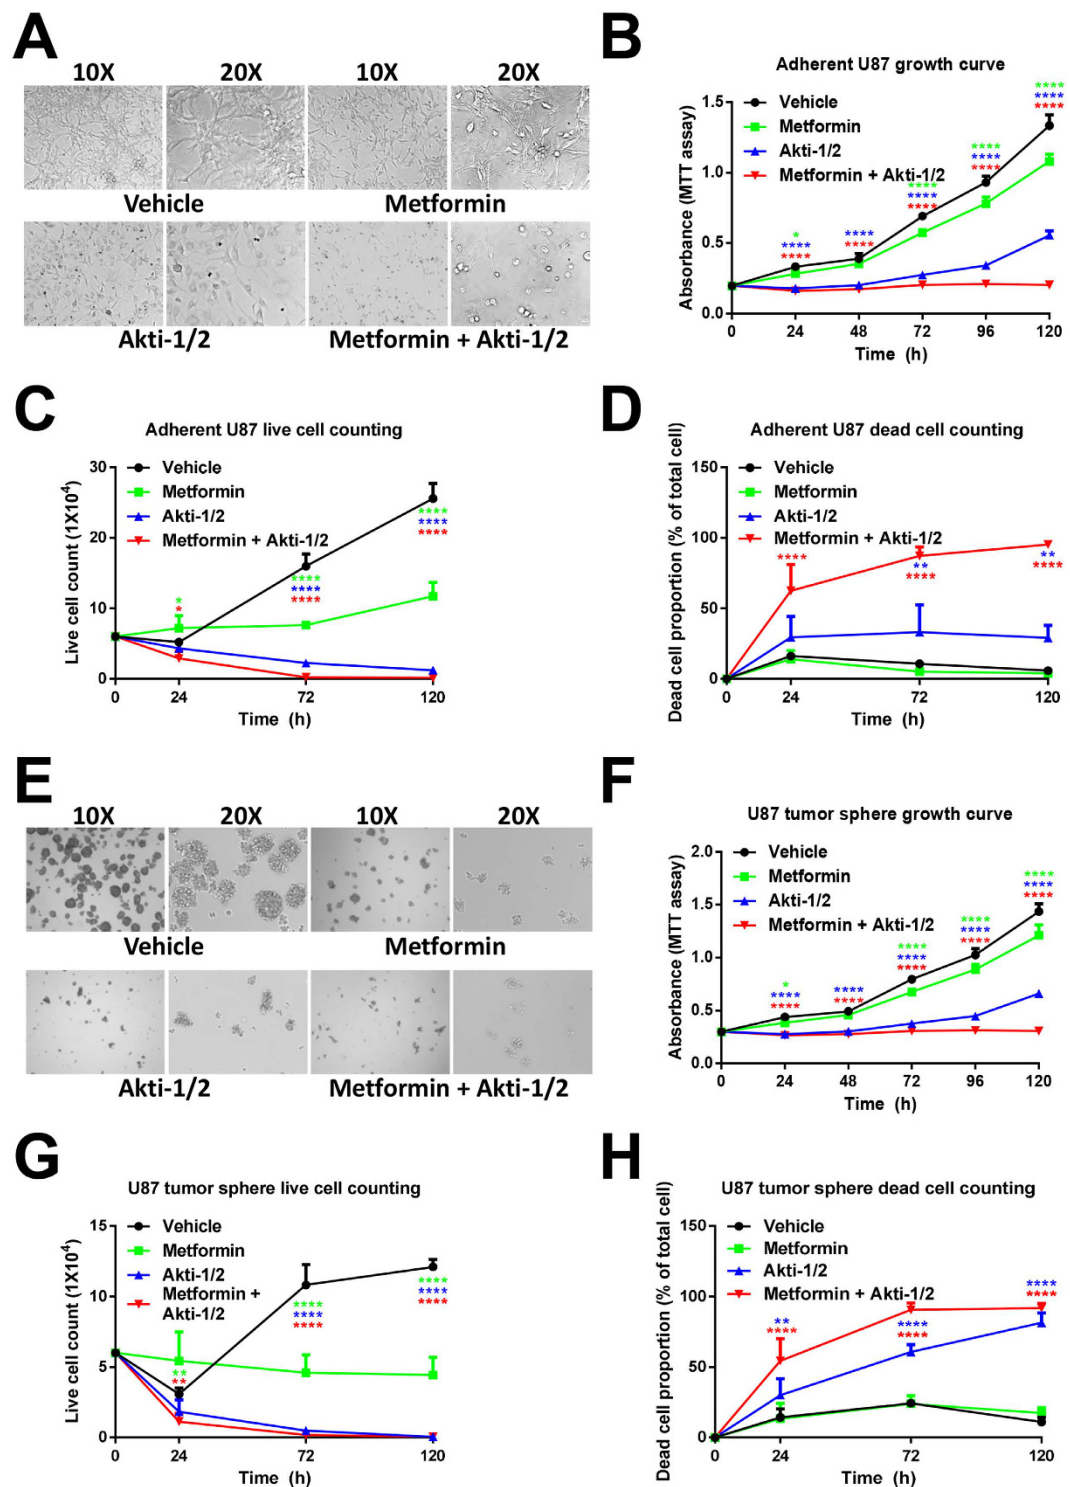 A
10X 20X 10X 20X
Vehicle Metformin
Akti-1/2 Metformin + Akti-1/2
B
Adherent U87 growth curve
Absorbance (MTT assay)
1.5
1.0
0.5
0.0
Vehicle
Metformin
Akti-1/2
Metformin + Akti-1/2
*
****
****
****
****
****
****
****
****
****
****
****
****
****
0 24 48 72 96 120
Time (h)
C
Adherent U87 live cell counting
Live cell count (1X10⁴)
30
20
10
0
Vehicle
Metformin
Akti-1/2
Metformin + Akti-1/2
*
*
****
****
****
****
****
****
0 24 72 120
Time (h)
D
Adherent U87 dead cell counting
Dead cell proportion (% of total cell)
150
100
50
0
Vehicle
Metformin
Akti-1/2
Metformin + Akti-1/2
****
**
****
**
****
0 24 72 120
Time (h)
E
10X 20X 10X 20X
Vehicle Metformin
Akti-1/2 Metformin + Akti-1/2
F
U87 tumor sphere growth curve
Absorbance (MTT assay)
2.0
1.5
1.0
0.5
0.0
Vehicle
Metformin
Akti-1/2
Metformin + Akti-1/2
*
****
****
****
****
****
****
****
****
****
****
****
****
****
0 24 48 72 96 120
Time (h)
G
U87 tumor sphere live cell counting
Live cell count (1X10⁴)
15
10
5
0
Vehicle
Metformin
Akti-1/2
Metformin +
Akti-1/2
**
**
****
****
****
****
****
****
0 24 72 120
Time (h)
H
U87 tumor sphere dead cell counting
Dead cell proportion (% of total cell)
150
100
50
0
Vehicle
Metformin
Akti-1/2
Metformin + Akti-1/2
**
****
****
****
****
****
0 24 72 120
Time (h)